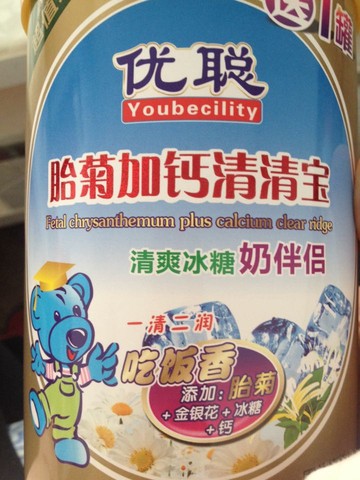 送1罐
优聪
Youbecility
胎菊加钙清清宝
Fetal chrysanthemum plus calcium clear ridge
清爽冰糖 奶伴侣
一清二润
吃饭香
添加：胎菊
+金银花+冰糖
+钙